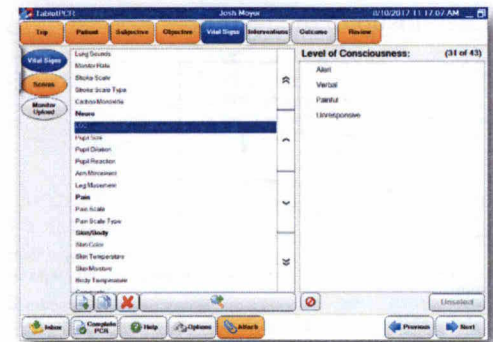 TabletPCR Josh Mayor 8/10/2017 11:17:07 AM
Trip Patient Subjective Objective Vital Signs Interventions Outcome Review
Vital Signs
Scores
Monitor Upload
Lung Sounds
Monitor Rate
Stroke Scale
Stroke Scale Type
Carbon Monoxide
Neuro
LOC
Pupil Size
Pupil Dilation
Pupil Reaction
Arm Movement
Leg Movement
Pain
Pain Scale
Pain Scale Type
Skin/Body
Skin Color
Skin Temperature
Skin Moisture
Body Temperature
Level of Consciousness: (31 of 43)
Alert
Verbal
Painful
Unresponsive
Unselect
Inbox Complete PCR Help Options Attach Previous Next